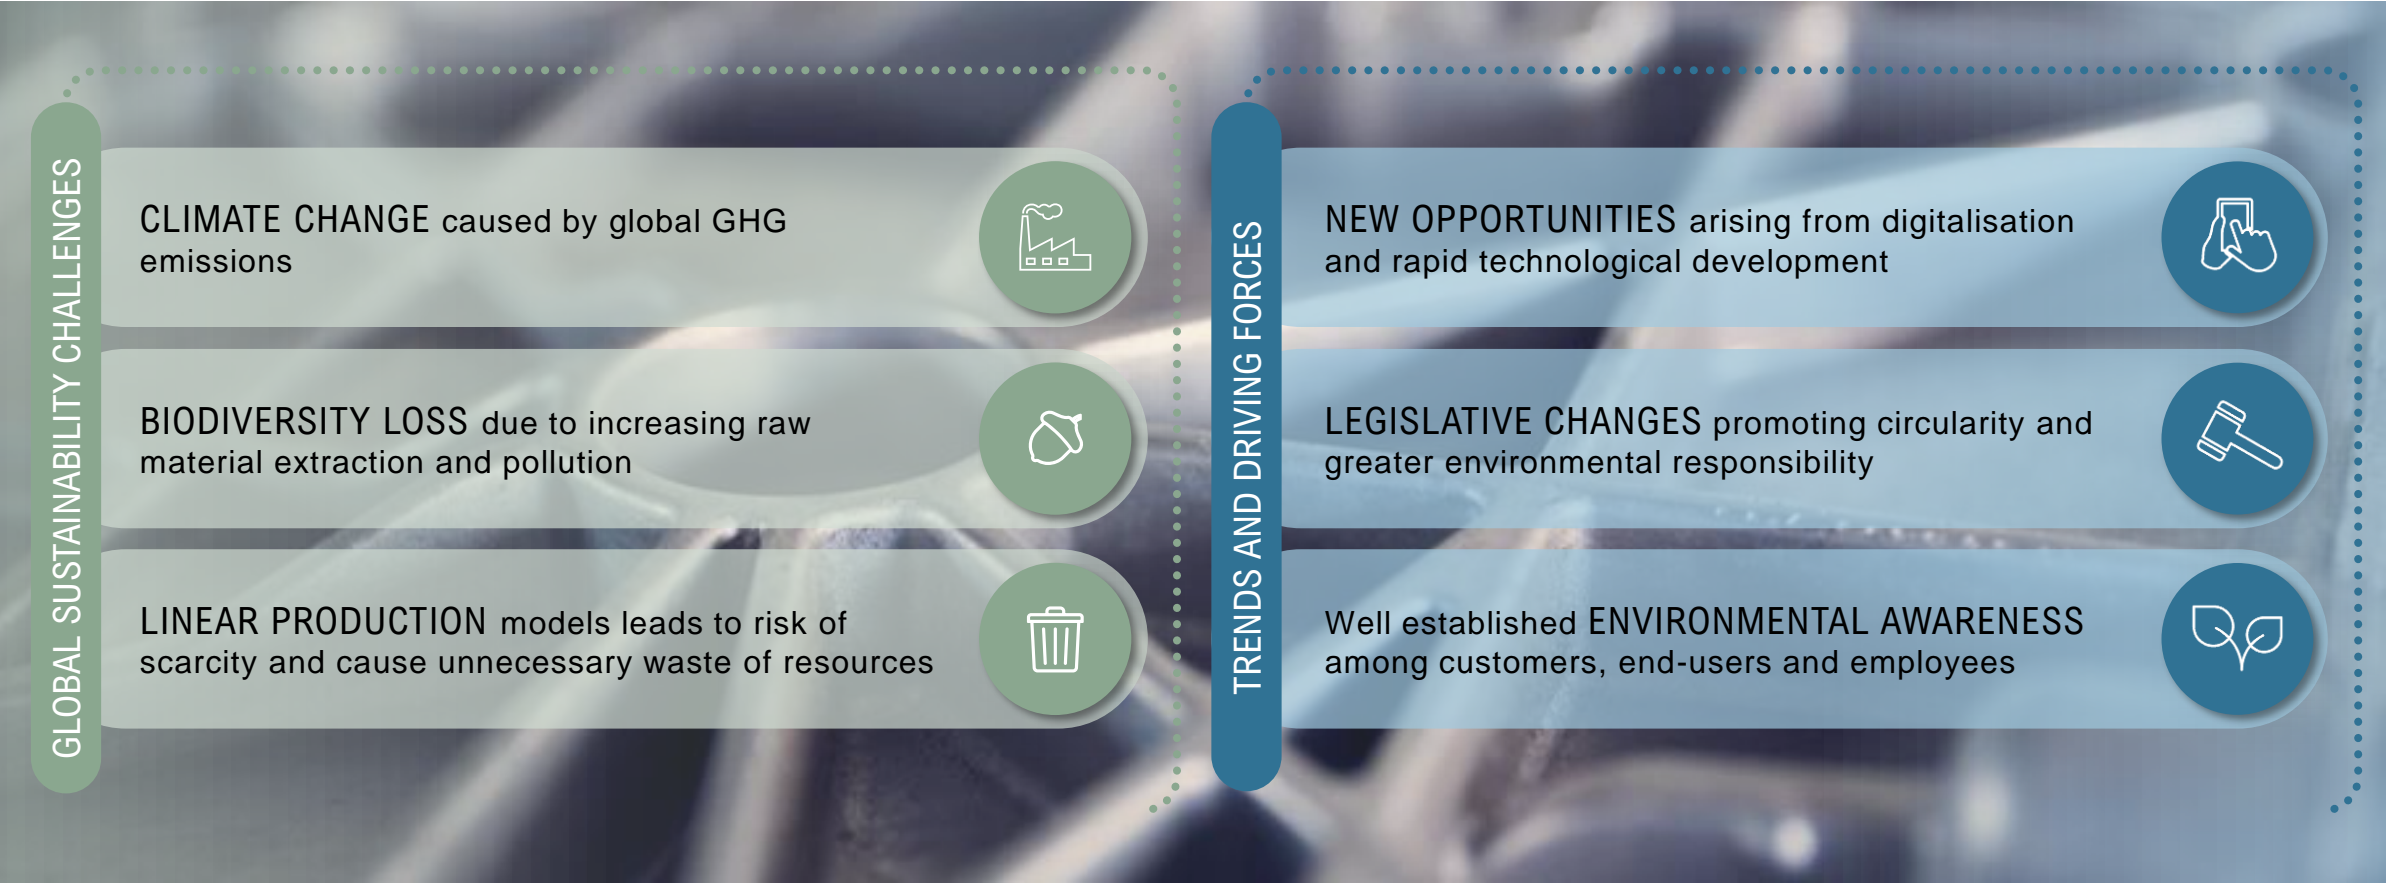 GLOBAL SUSTAINABILITY CHALLENGES
CLIMATE CHANGE caused by global GHG
emissions
BIODIVERSITY LOSS due to increasing raw
material extraction and pollution
LINEAR PRODUCTION models leads to risk of
scarcity and cause unnecessary waste of resources
TRENDS AND DRIVING FORCES
NEW OPPORTUNITIES arising from digitalisation
and rapid technological development
LEGISLATIVE CHANGES promoting circularity and
greater environmental responsibility
Well established ENVIRONMENTAL AWARENESS
among customers, end-users and employees